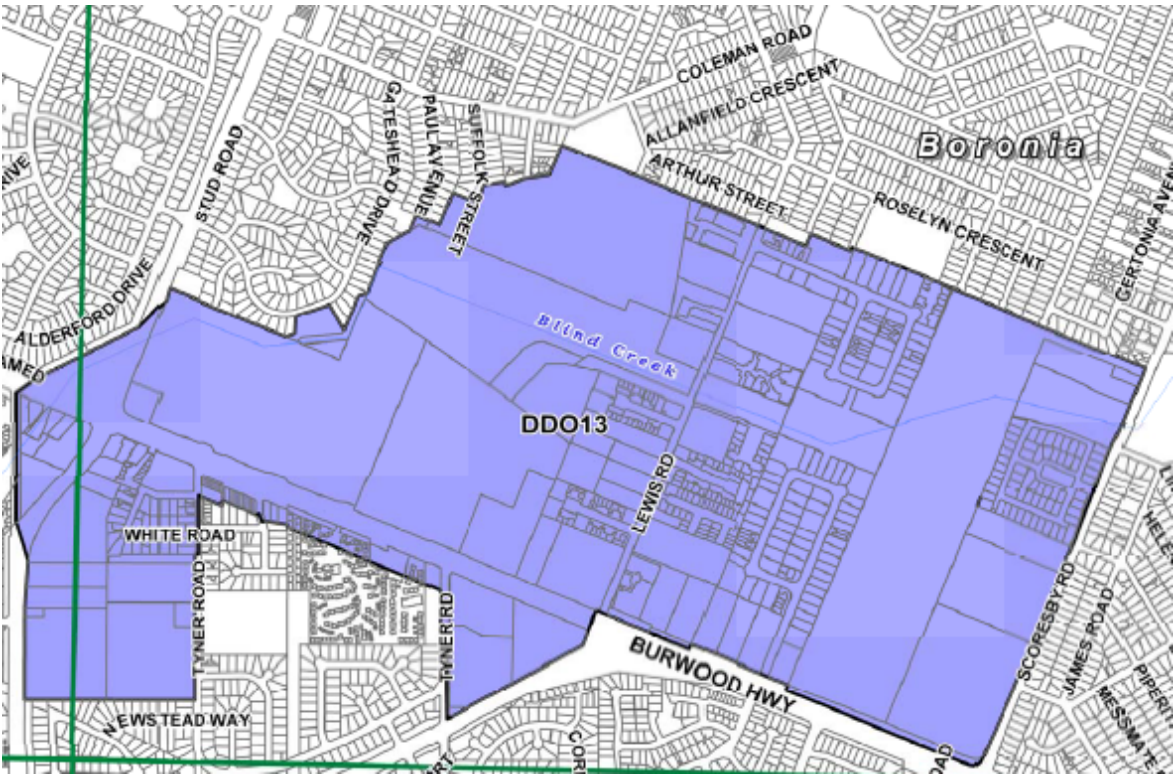 COLEMAN ROAD
ALLANFIELD CRESCENT
SUFFOLK STREET
PAUL AVENUE
GATESHEAD DRIVE
STUD ROAD
Boronia
ARTHUR STREET
ROSELYN CRESCENT
ALDERFORD DRIVE
Blind Creek
DDO13
LEWIS RD
WHITE ROAD
TYNER ROAD
TYNER RD
SCORESBY RD
JAMES ROAD
BURWOOD HWY
NEWSTEAD WAY